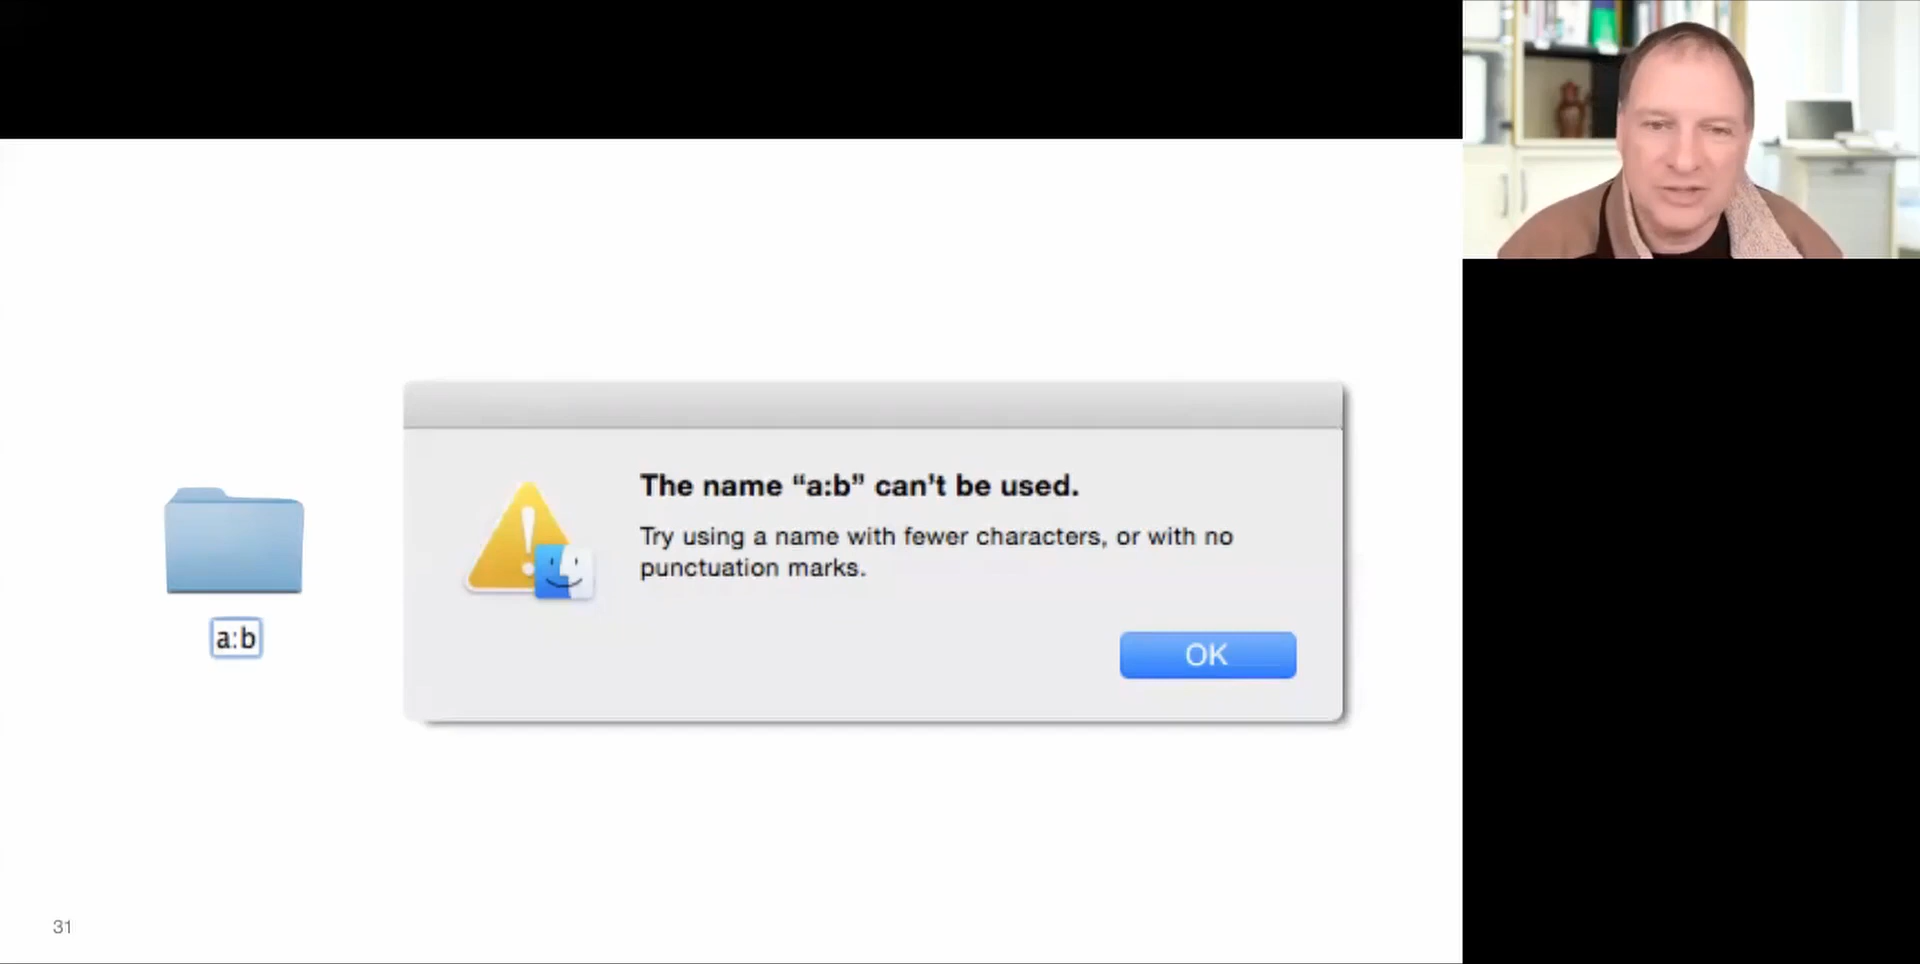 The name “a:b” can’t be used.
Try using a name with fewer characters, or with no
punctuation marks.
OK
a:b
31